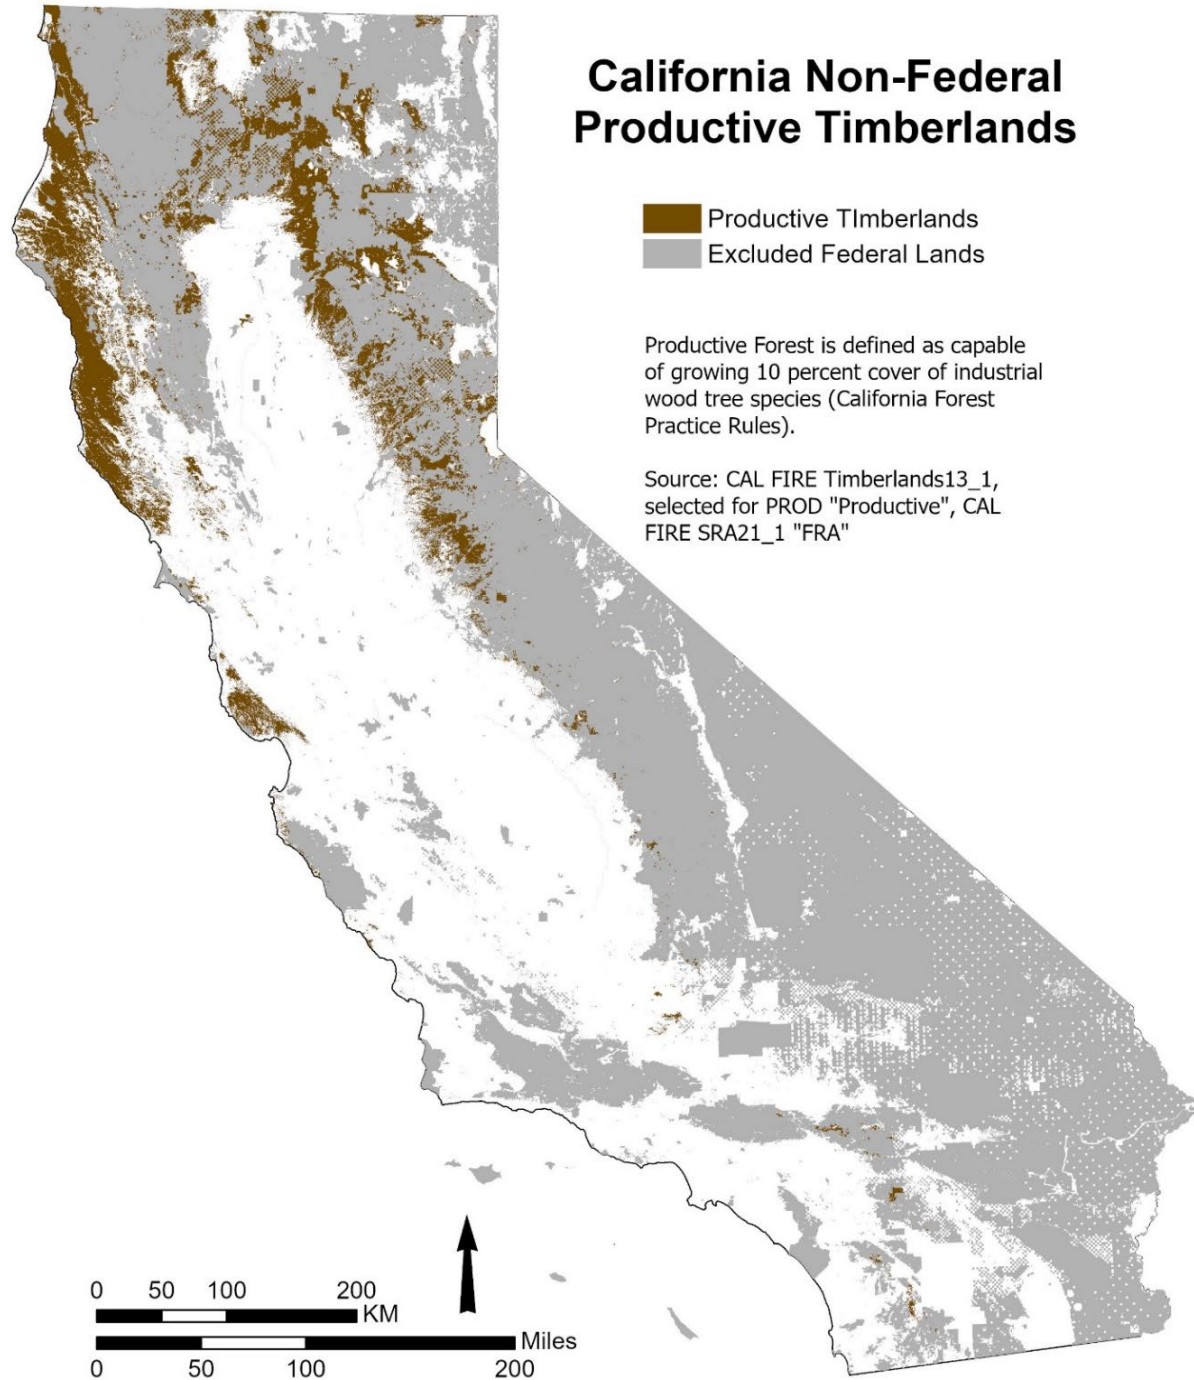 California Non-Federal
Productive Timberlands
Productive TImberlands
Excluded Federal Lands
Productive Forest is defined as capable
of growing 10 percent cover of industrial
wood tree species (California Forest
Practice Rules).
Source: CAL FIRE Timberlands13_1,
selected for PROD "Productive", CAL
FIRE SRA21_1 "FRA"
0 50 100 200
KM
Miles
0 50 100 200